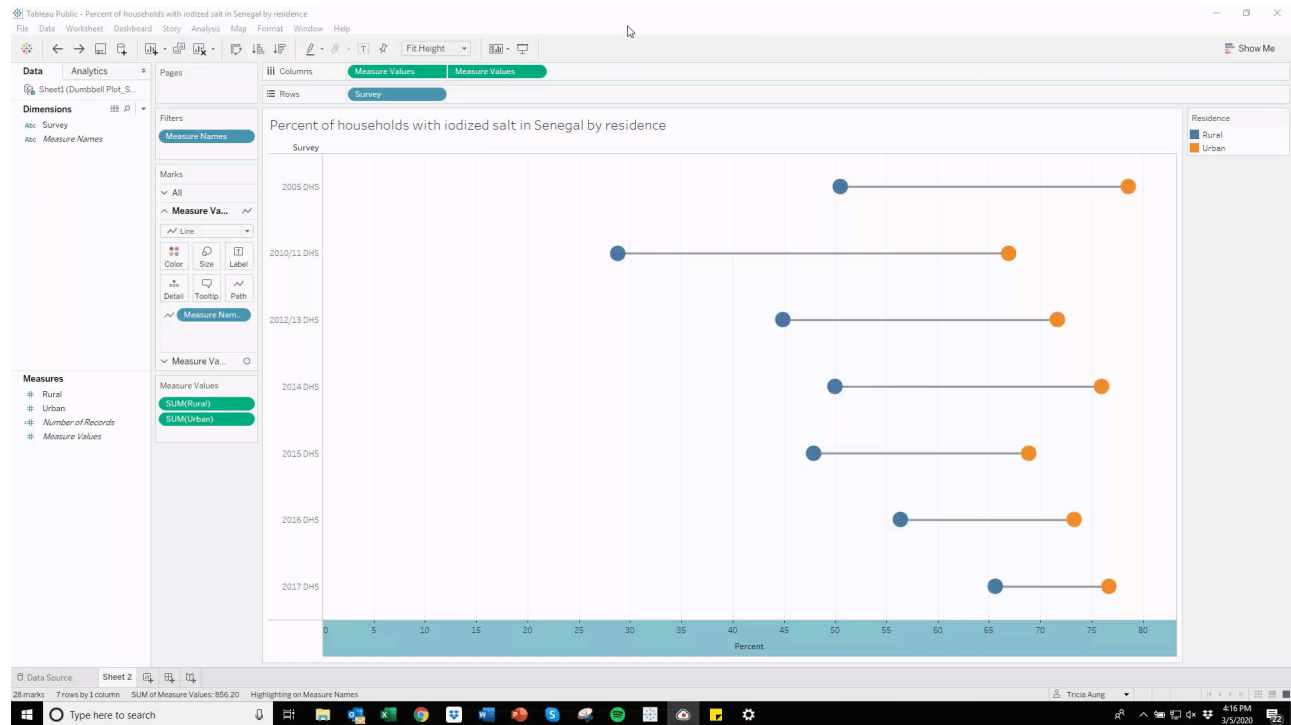 Tableau Public - Percent of households with iodized salt in Senegal by residence
File Data Worksheet Dashboard Story Analysis Map Format Window Help
Fit Height
Show Me
Data Analytics
Sheet1 (Dumbbell Plot_S...
Dimensions
Abc Survey
Abc Measure Names
Measures
# Rural
# Urban
# Number of Records
# Measure Values
Pages
Filters
Measure Names
Marks
All
Measure Va...
Line
Color Size Label
Detail Tooltip Path
Measure Nam..
Measure Va...
Measure Values
SUM(Rural)
SUM(Urban)
Columns Measure Values Measure Values
Rows Survey
Percent of households with iodized salt in Senegal by residence
Survey
2005 DHS
2010/11 DHS
2012/13 DHS
2014 DHS
2015 DHS
2016 DHS
2017 DHS
0 5 10 15 20 25 30 35 40 45 50 55 60 65 70 75 80
Percent
Residence
Rural
Urban
Data Source Sheet 2
28 marks 7 rows by 1 column SUM of Measure Values: 856.20 Highlighting on Measure Names
Tricia Aung
Type here to search
4:16 PM
3/5/2020
22